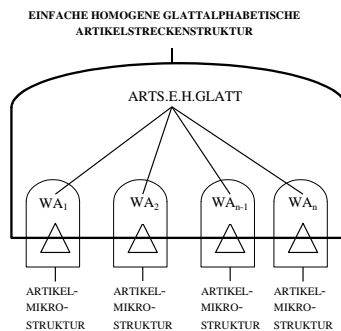 EINFACHE HOMOGENE GLATTALPHABETISCHE
ARTIKELSTRECKENSTRUKTUR
ARTS.E.H.GLATT
WA1 WA2 WAn-1 WAn
ARTIKEL- ARTIKEL- ARTIKEL- ARTIKEL-
MIKRO- MIKRO- MIKRO- MIKRO-
STRUKTUR STRUKTUR STRUKTUR STRUKTUR